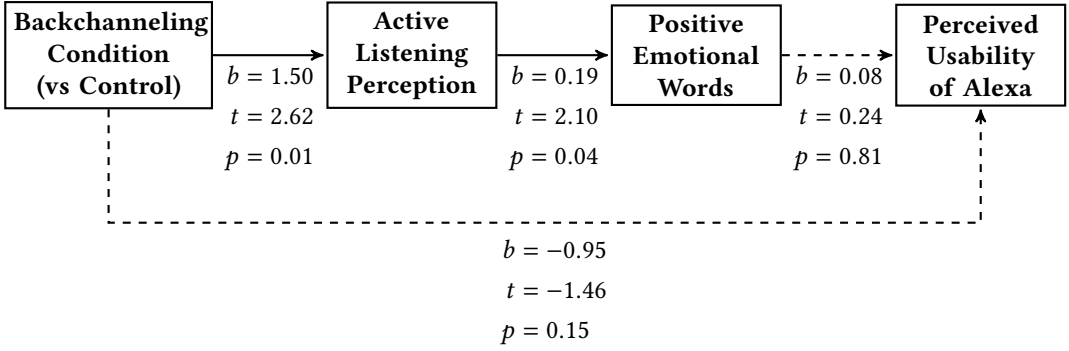 Backchanneling
Condition
(vs Control)
Active
Listening
Perception
Positive
Emotional
Words
Perceived
Usability
of Alexa
b = 1.50
t = 2.62
p = 0.01
b = 0.19
t = 2.10
p = 0.04
b = 0.08
t = 0.24
p = 0.81
b = −0.95
t = −1.46
p = 0.15